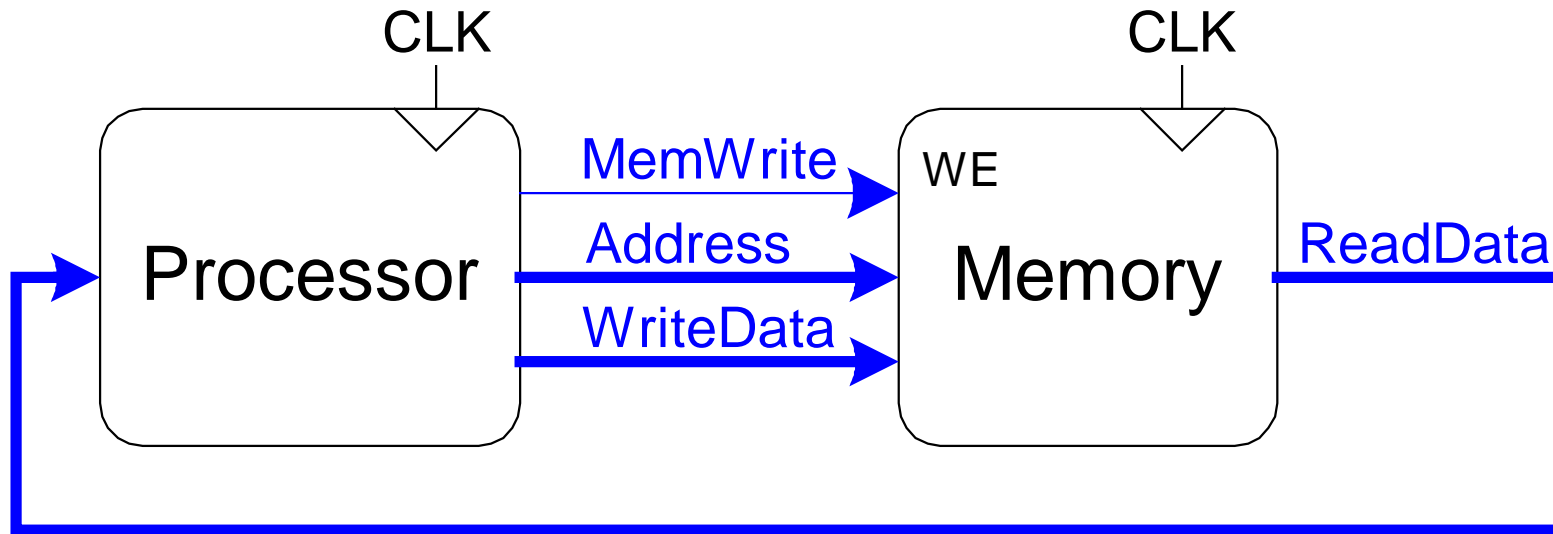 CLK
CLK
MemWrite
WE
Processor
Address
Memory
ReadData
WriteData